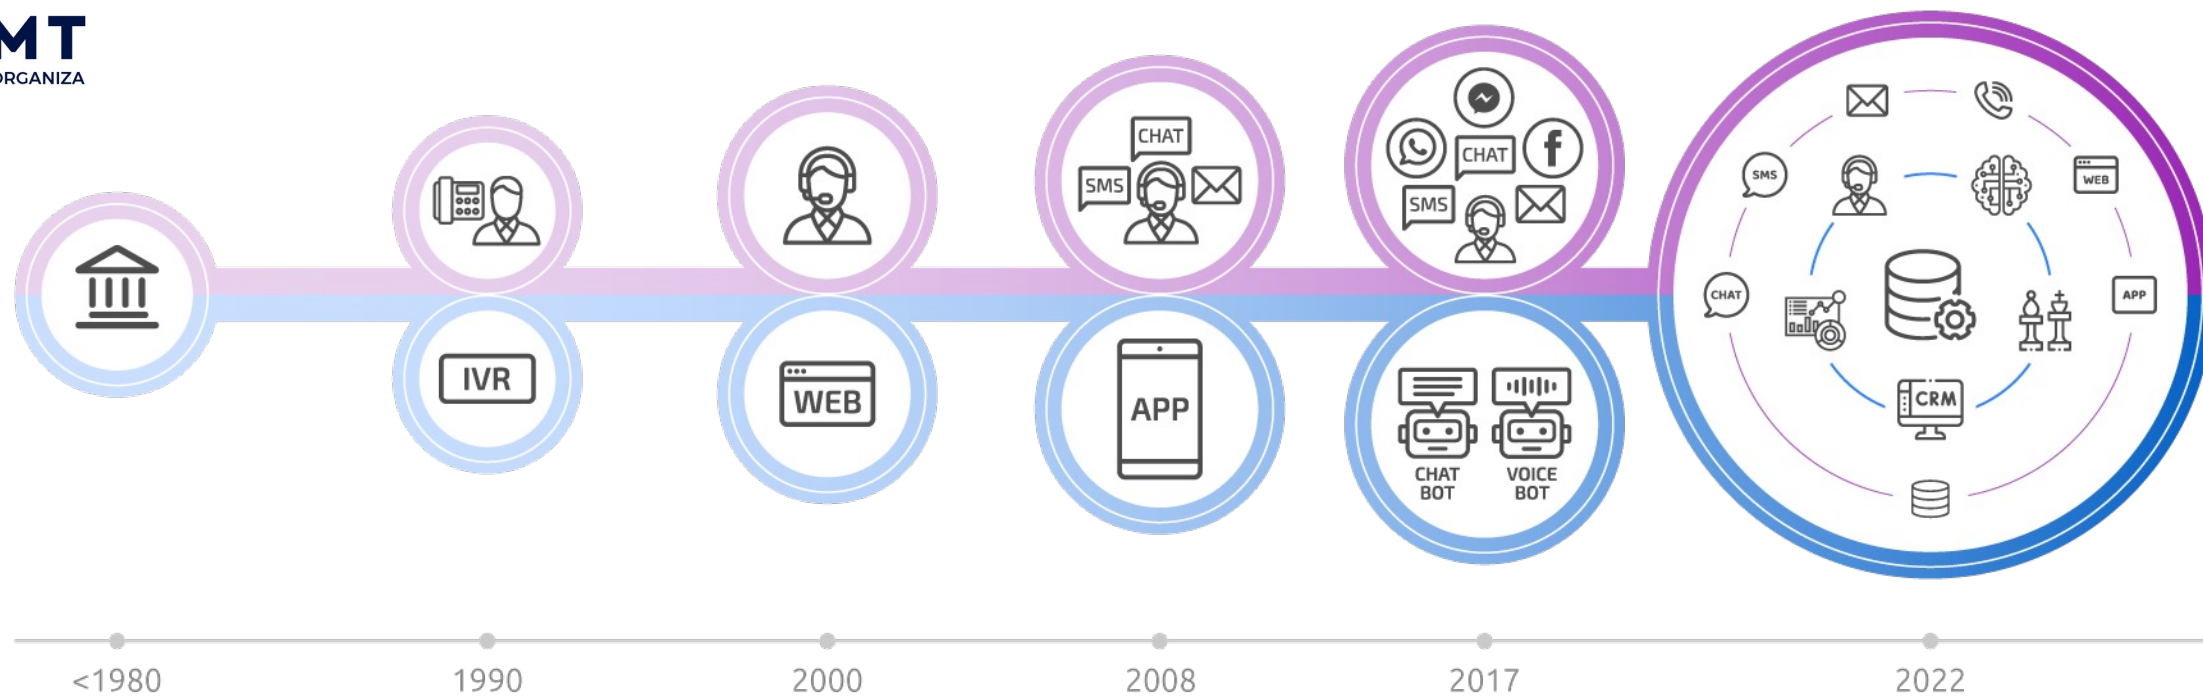 MT
ORGANIZA
CHAT
SMS
CHAT
SMS
SMS
WEB
CHAT
APP
CRM
IVR
WEB
APP
CHAT
BOT
VOICE
BOT
<1980
1990
2000
2008
2017
2022